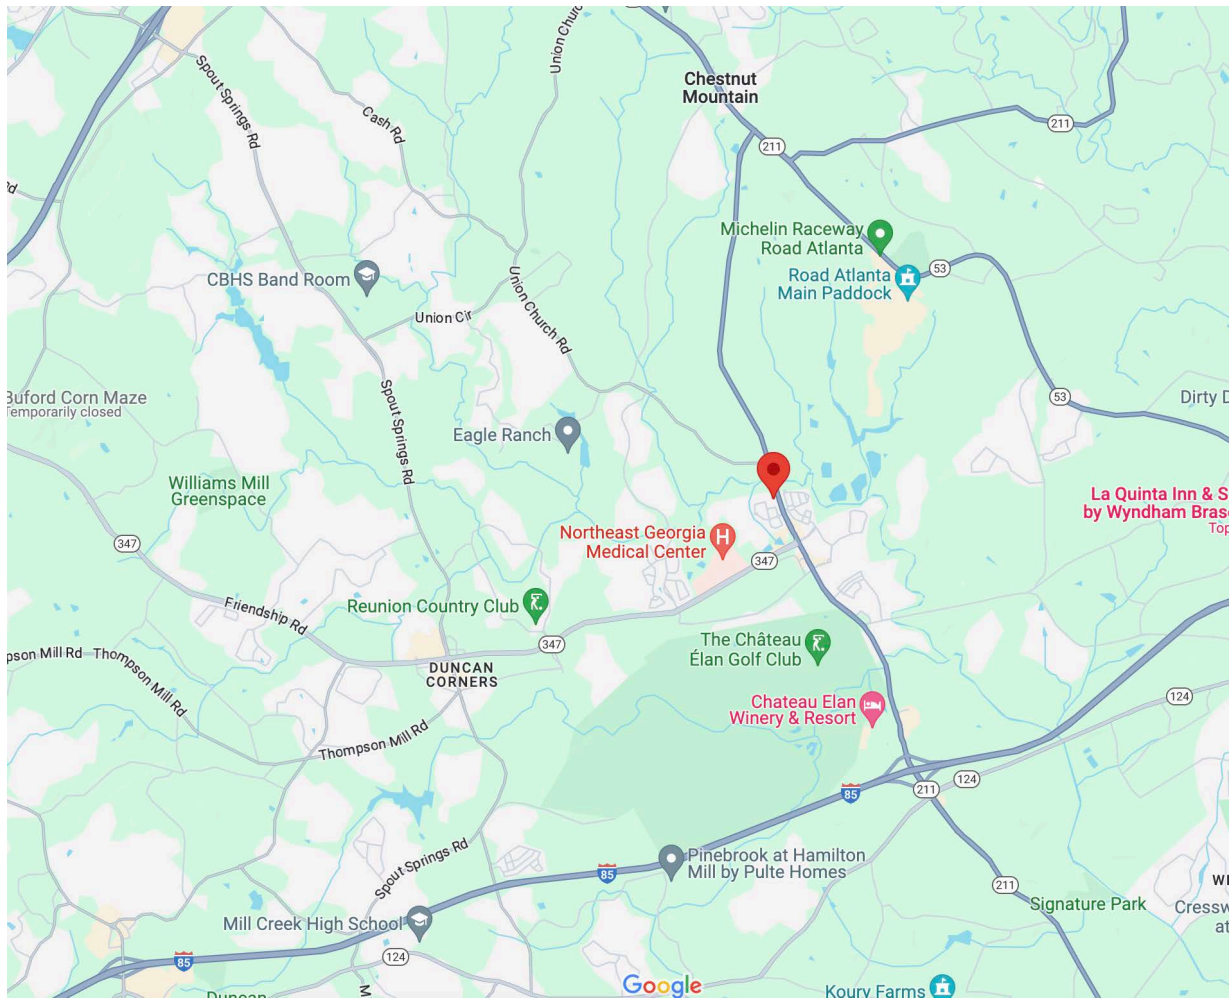 Union Churc
Chestnut
Mountain
Spout Springs Rd
Cash Rd
211
211
Rd
Michelin Raceway
Road Atlanta
Road Atlanta
Main Paddock
53
CBHS Band Room
Union Church Rd
Union Cir
Buford Corn Maze
Temporarily closed
Spout Springs Rd
53
Dirty D
Eagle Ranch
Williams Mill
Greenspace
La Quinta Inn & S
by Wyndham Brase
Top
347
Northeast Georgia
Medical Center
H
347
Friendship Rd
Reunion Country Club
347
The Château
Élan Golf Club
pson Mill Rd
Thompson Mill Rd
DUNCAN
CORNERS
124
Chateau Elan
Winery & Resort
Thompson Mill Rd
124
211
85
Spout Springs Rd
85
Pinebrook at Hamilton
Mill by Pulte Homes
211
WI
Signature Park
Cressw
at
Mill Creek High School
124
85
Google
Duncan
M
Koury Farms